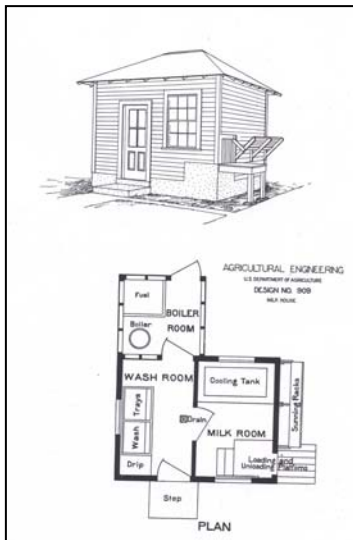 AGRICULTURAL ENGINEERING
U.S. DEPARTMENT OF AGRICULTURE
DESIGN NO. 909
MILK HOUSE
Fuel
BOILER
ROOM
Boiler
WASH ROOM
Cooling Tank
Sunning Racks
Trays
Wash
Drain
MILK ROOM
Drip
Loading and
Unloading Platform
Step
PLAN